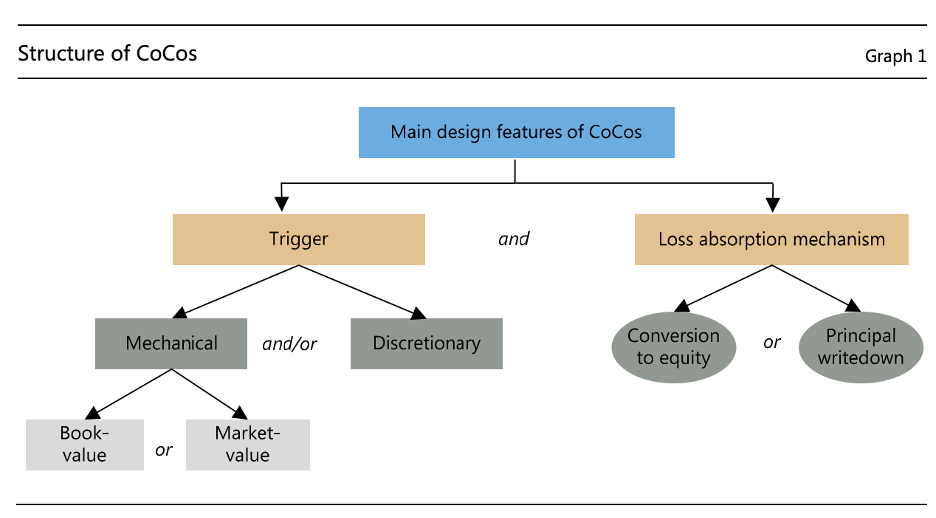 Structure of CoCos
Graph 1
Main design features of CoCos
Trigger
and
Loss absorption mechanism
Mechanical
and/or
Discretionary
Conversion
to equity
or
Principal
writedown
Book-
value
or
Market-
value